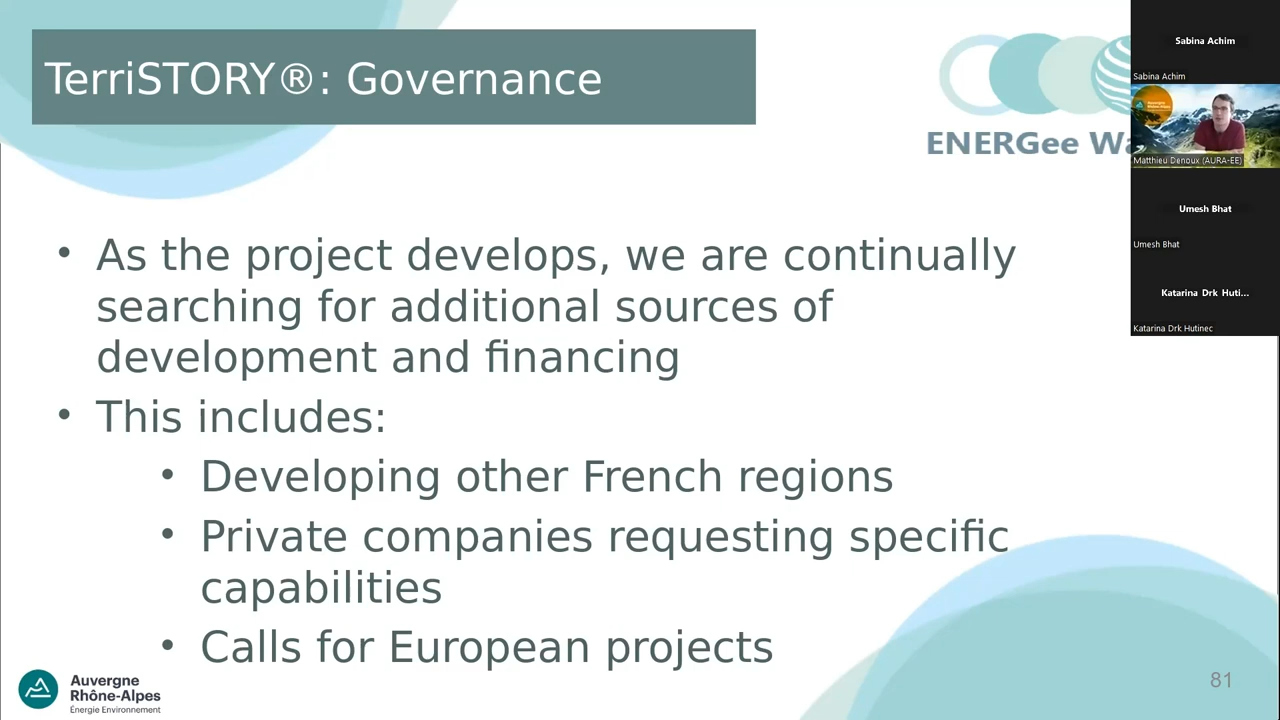 TerriSTORY®: Governance
ENERGee Wa
Sabina Achim
Sabina Achim
Matthieu Denoux (AURA-EE)
Umesh Bhat
Umesh Bhat
Katarina Drk Huti...
Katarina Drk Hutinec
• As the project develops, we are continually
searching for additional sources of
development and financing
• This includes:
• Developing other French regions
• Private companies requesting specific
capabilities
• Calls for European projects
Auvergne
Rhône-Alpes
Énergie Environnement
81